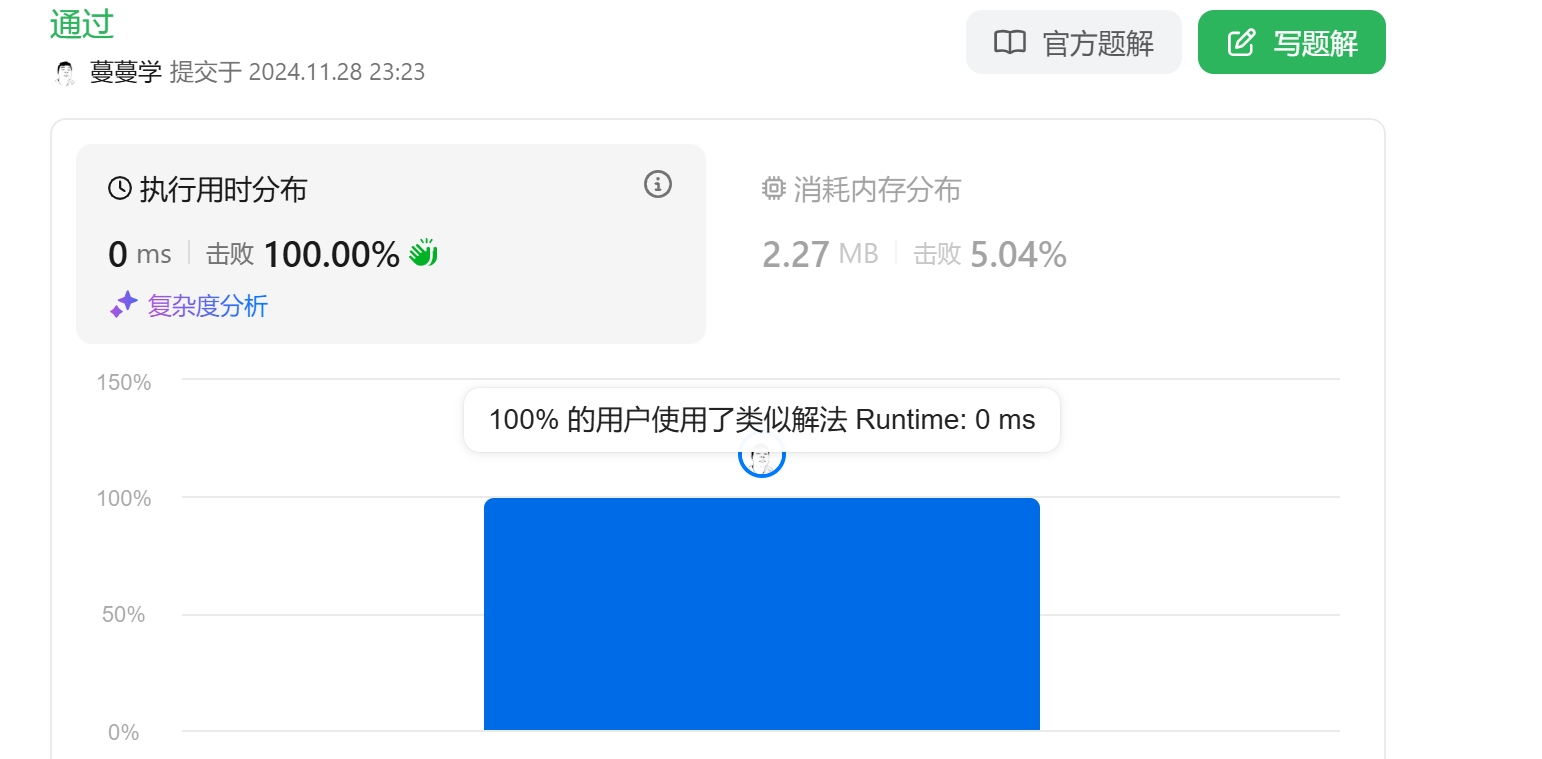 通过
官方题解
写题解
蔓蔓学 提交于 2024.11.28 23:23
执行用时分布
消耗内存分布
0 ms 击败 100.00%
2.27 MB 击败 5.04%
复杂度分析
150%
100% 的用户使用了类似解法 Runtime: 0 ms
100%
50%
0%